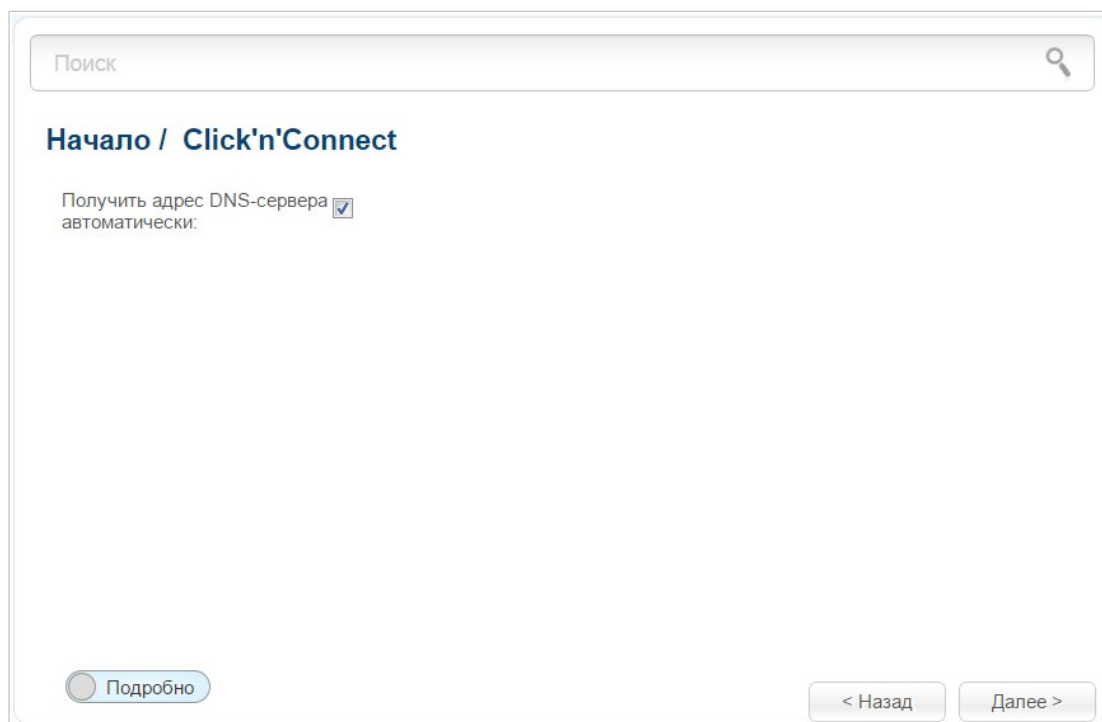 Поиск
Начало / Click'n'Connect
Получить адрес DNS-сервера
автоматически:
Подробно
< Назад
Далее >